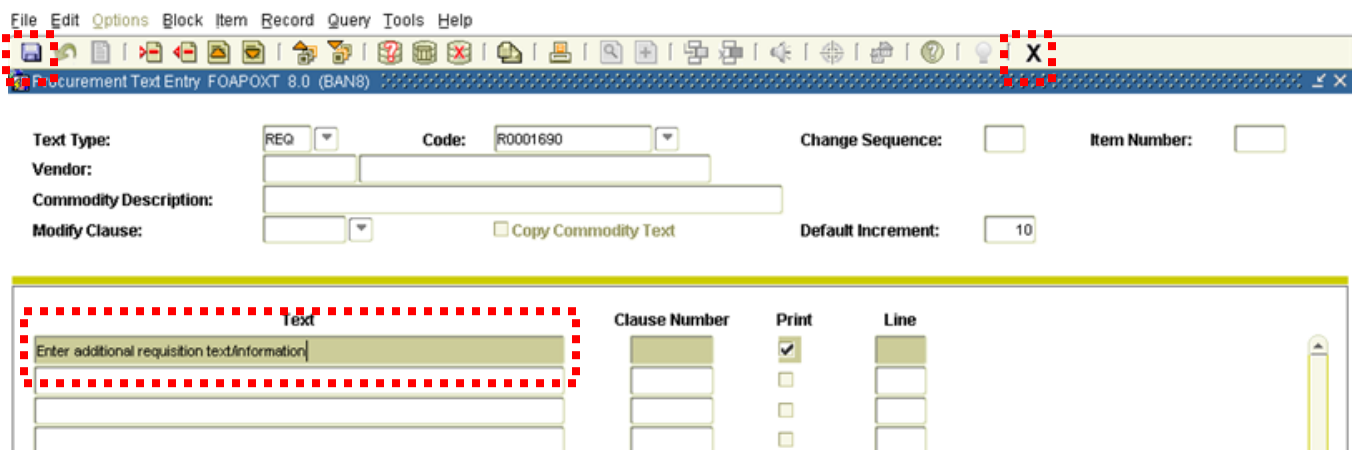 File Edit Options Block Item Record Query Tools Help
X
Procurement Text Entry FOAPOXT 8.0 (BAN8)
Text Type: REQ Code: R0001690 Change Sequence: Item Number:
Vendor:
Commodity Description:
Modify Clause: Copy Commodity Text Default Increment: 10
Text Clause Number Print Line
Enter additional requisition text/information